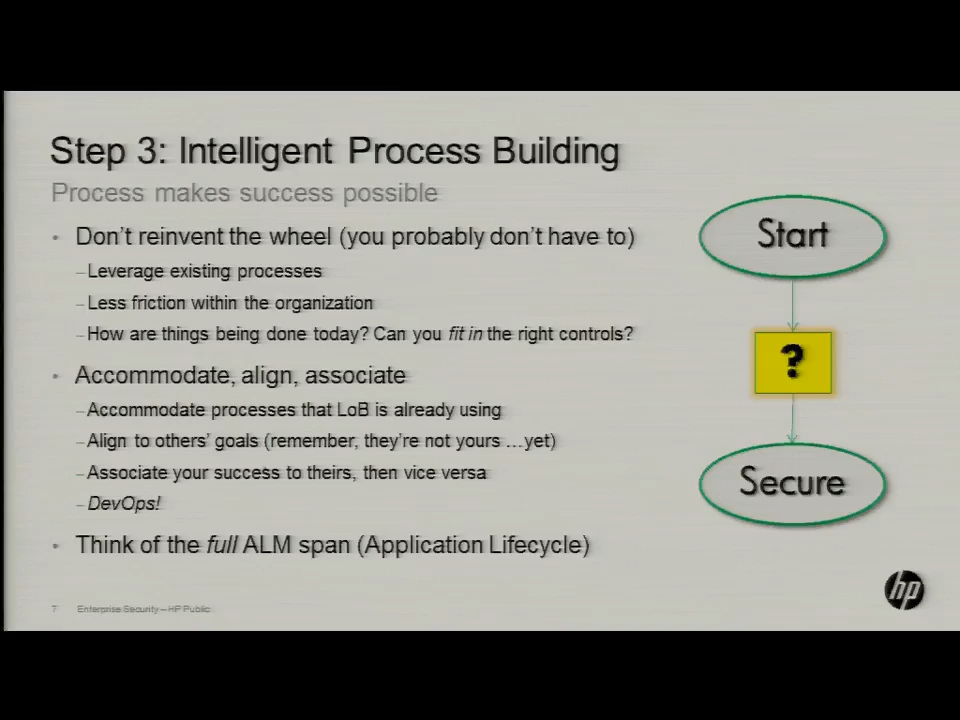 Step 3: Intelligent Process Building
Process makes success possible
• Don't reinvent the wheel (you probably don't have to)
– Leverage existing processes
– Less friction within the organization
– How are things being done today? Can you fit in the right controls?
• Accommodate, align, associate
– Accommodate processes that LoB is already using
– Align to others' goals (remember, they're not yours …yet)
– Associate your success to theirs, then vice versa
– DevOps!
• Think of the full ALM span (Application Lifecycle)
Start
?
Secure
7 Enterprise Security – HP Public
hp